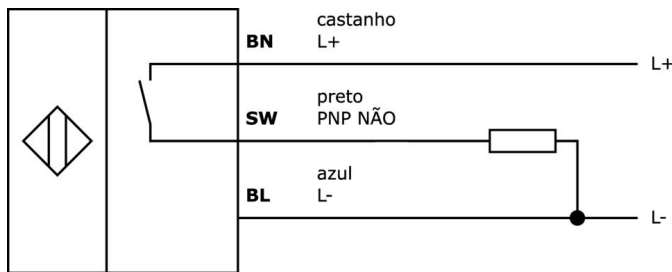 castanho
BN L+
L+
preto
SW PNP NÃO
azul
BL L-
L-